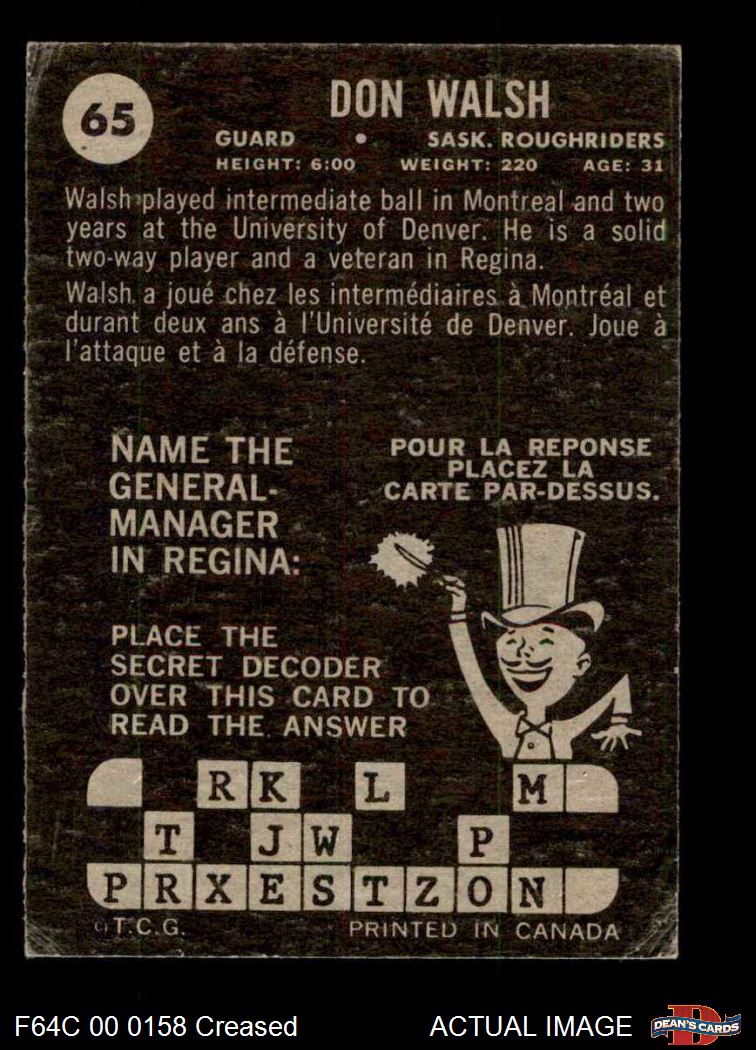 65
DON WALSH
GUARD • SASK. ROUGHRIDERS
HEIGHT: 6:00 WEIGHT: 220 AGE: 31
Walsh played intermediate ball in Montreal and two
years at the University of Denver. He is a solid
two-way player and a veteran in Regina.
Walsh a joué chez les intermédiaires à Montréal et
durant deux ans à l'Université de Denver. Joue à
l'attaque et à la défense.
NAME THE
GENERAL-
MANAGER
IN REGINA:
POUR LA REPONSE
PLACEZ LA
CARTE PAR-DESSUS.
PLACE THE
SECRET DECODER
OVER THIS CARD TO
READ THE ANSWER
R K L M
T J W P
P R X E S T Z O N
©T.C.G. PRINTED IN CANADA
F64C 00 0158 Creased ACTUAL IMAGE
D
DEAN'S CARDS